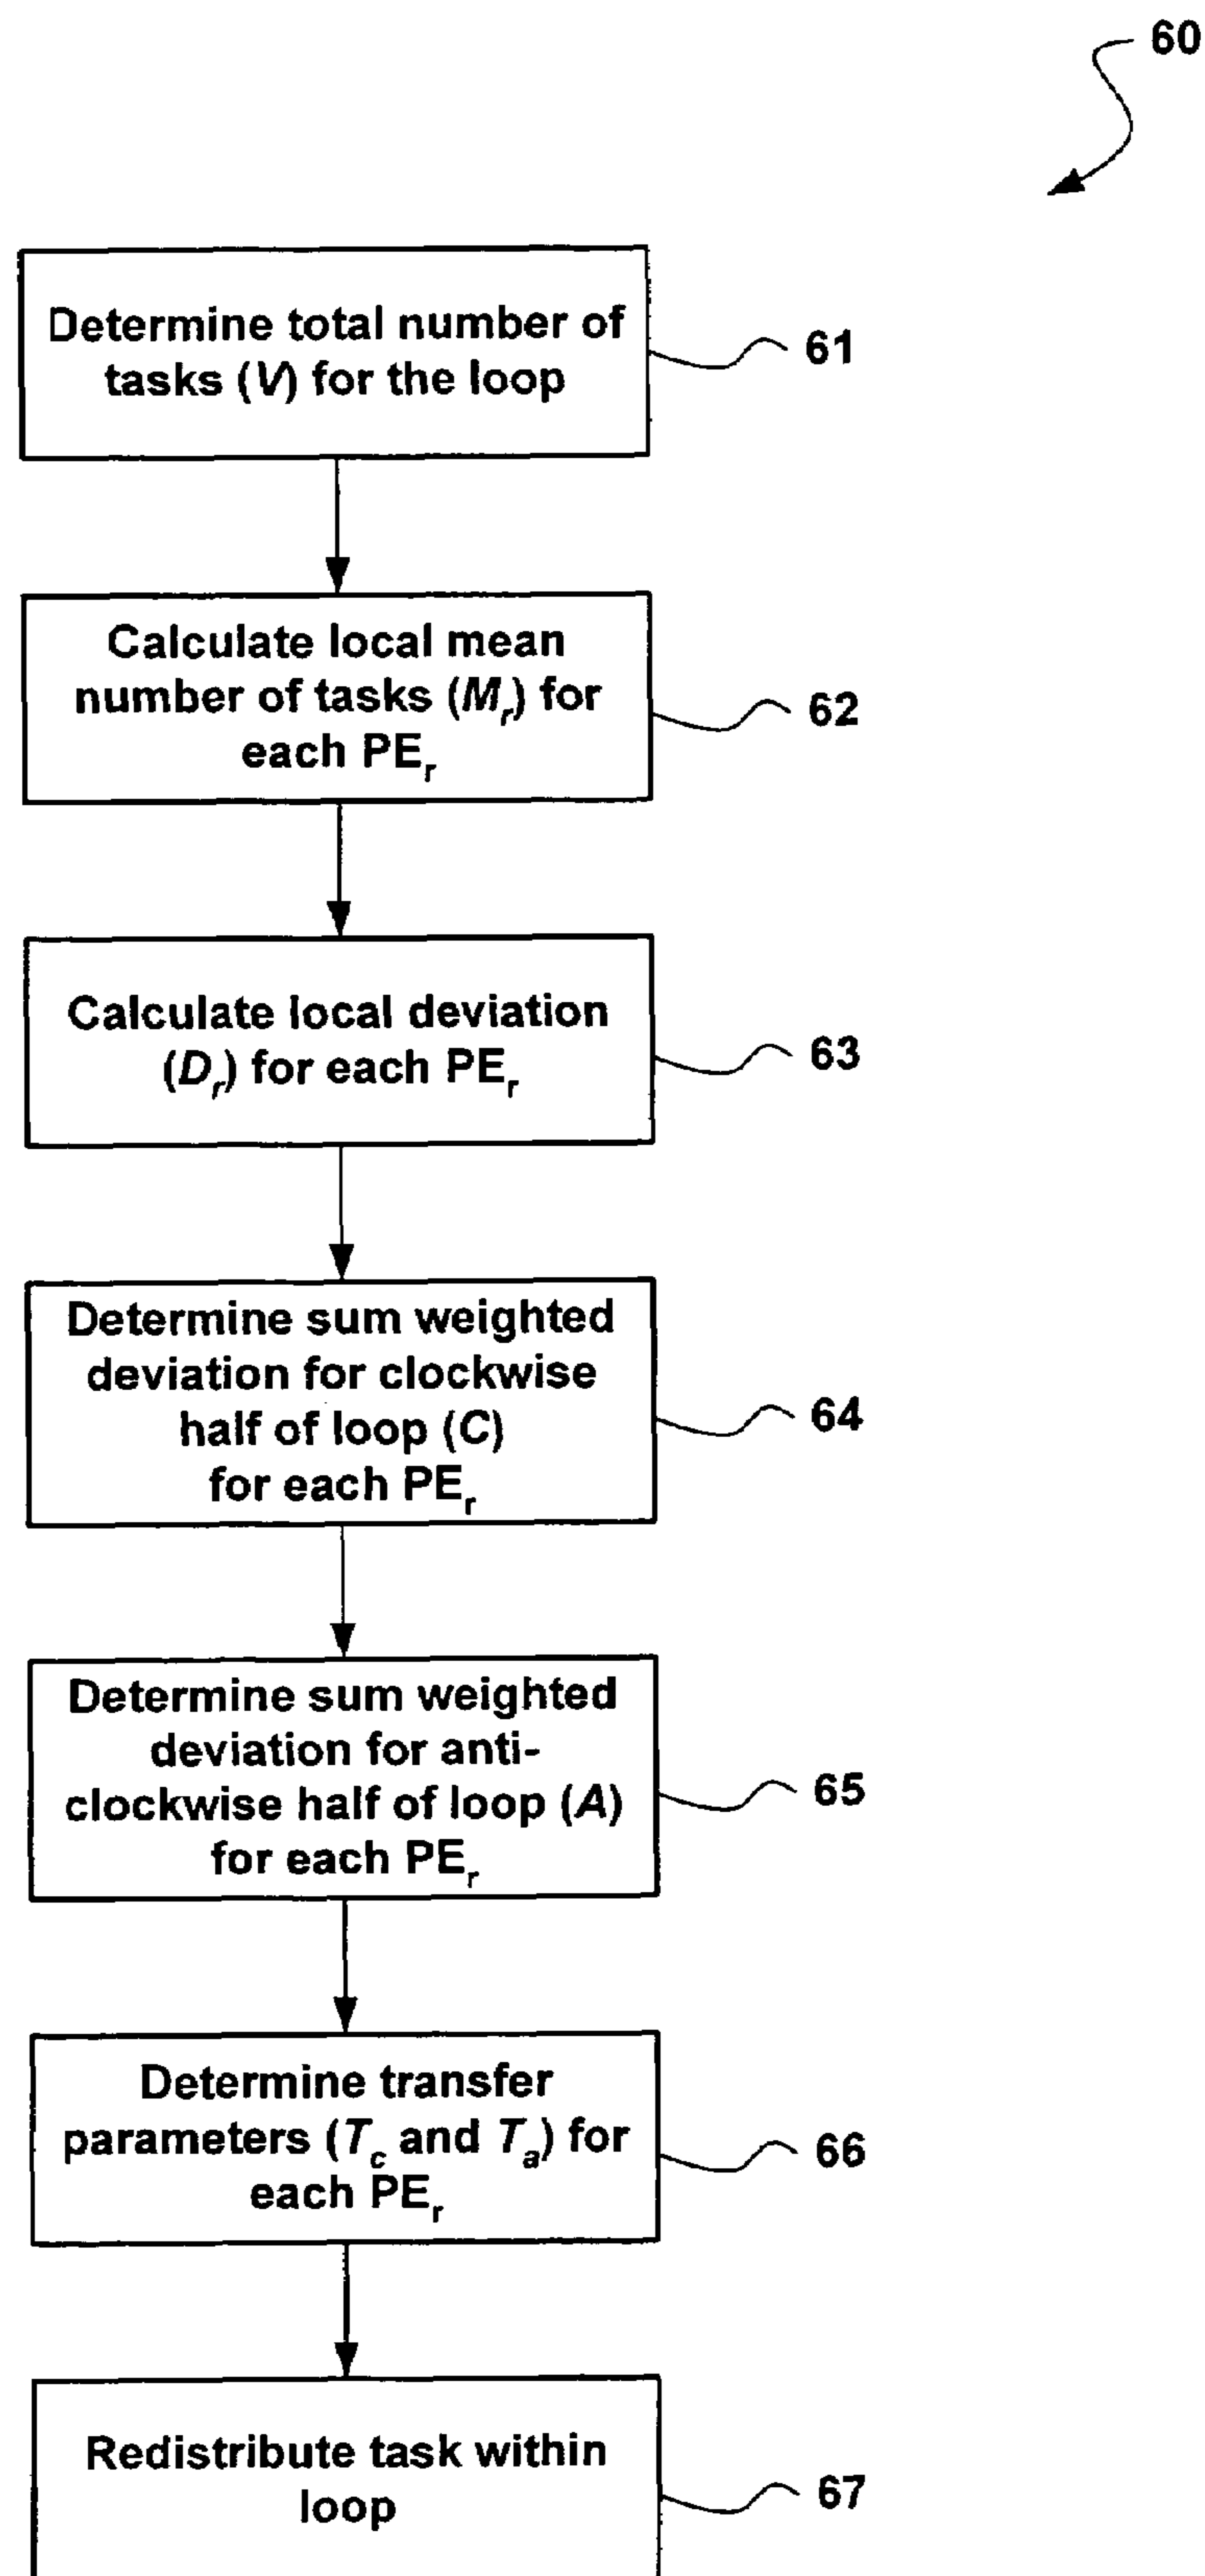 60
Determine total number of
tasks (V) for the loop
61
Calculate local mean
number of tasks (Mr) for
each PEr
62
Calculate local deviation
(Dr) for each PEr
63
Determine sum weighted
deviation for clockwise
half of loop (C)
for each PEr
64
Determine sum weighted
deviation for anti-
clockwise half of loop (A)
for each PEr
65
Determine transfer
parameters (Tc and Ta) for
each PEr
66
Redistribute task within
loop
67